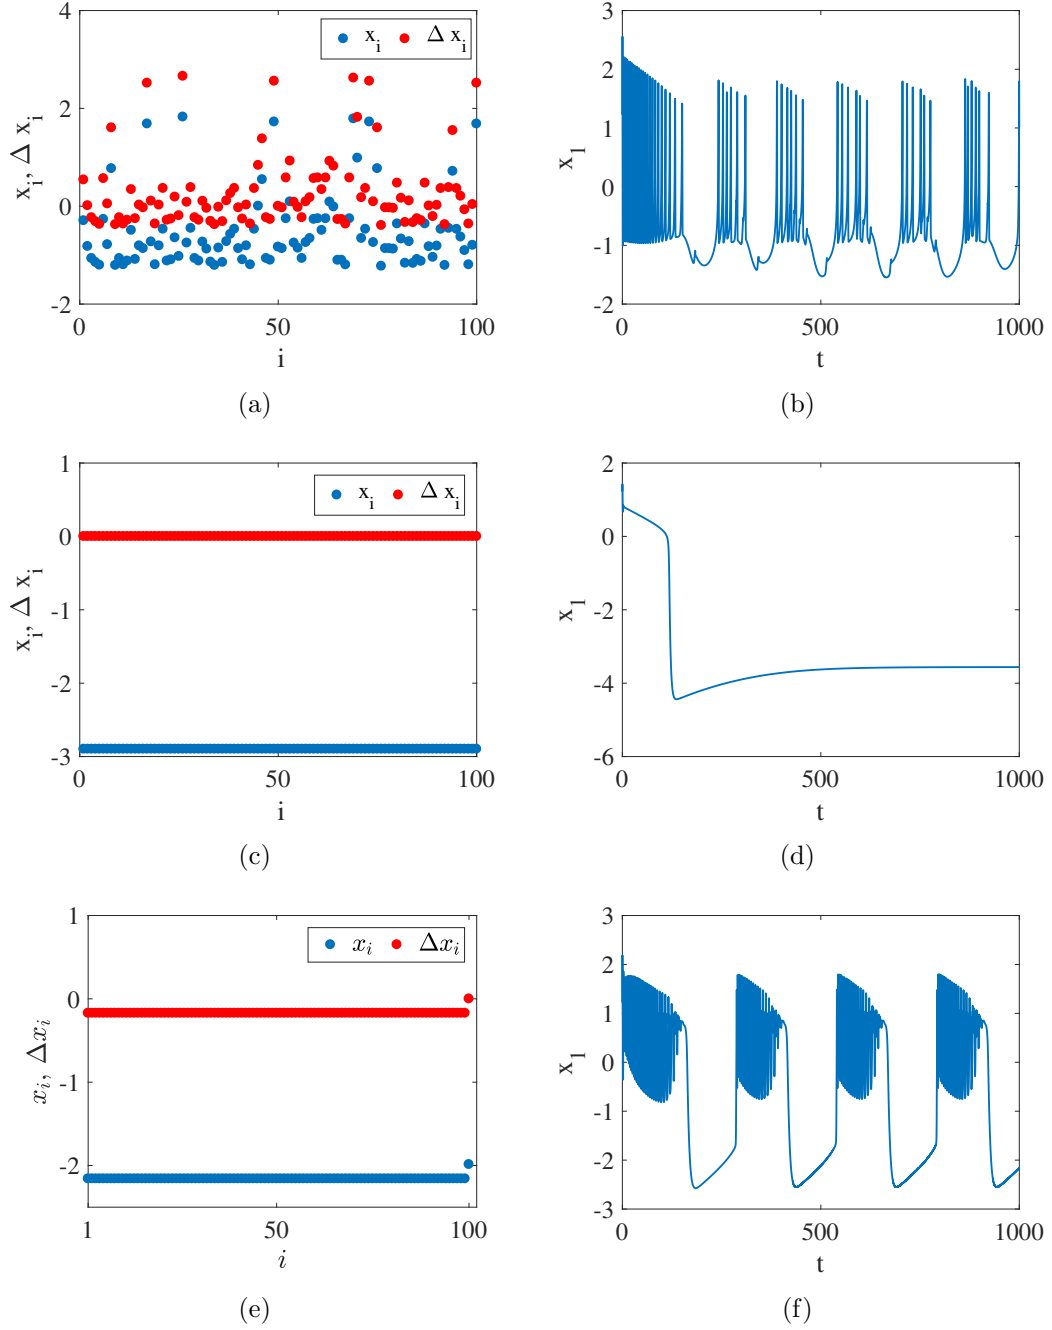 4
2
0
-2
x_i, Δ x_i
x_i Δ x_i
0 50 100
i
(a)
3
2
1
0
-1
-2
x_1
0 500 1000
t
(b)
1
0
-1
-2
-3
x_i, Δ x_i
x_i Δ x_i
0 50 100
i
(c)
2
0
-2
-4
-6
x_1
0 500 1000
t
(d)
1
0
-1
-2
x_i, Δx_i
x_i Δx_i
1 50 100
i
(e)
3
2
1
0
-1
-2
-3
x_1
0 500 1000
t
(f)